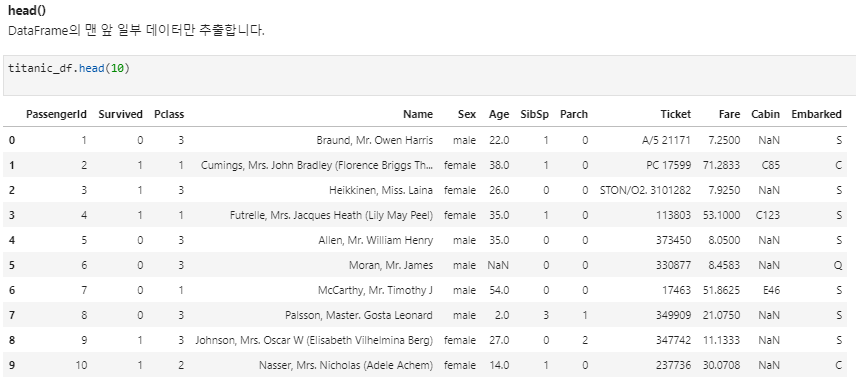 head()
DataFrame의 맨 앞 일부 데이터만 추출합니다.
titanic_df.head(10)
PassengerId Survived Pclass Name Sex Age SibSp Parch Ticket Fare Cabin Embarked
0 1 0 3 Braund, Mr. Owen Harris male 22.0 1 0 A/5 21171 7.2500 NaN S
1 2 1 1 Cumings, Mrs. John Bradley (Florence Briggs Th... female 38.0 1 0 PC 17599 71.2833 C85 C
2 3 1 3 Heikkinen, Miss. Laina female 26.0 0 0 STON/O2. 3101282 7.9250 NaN S
3 4 1 1 Futrelle, Mrs. Jacques Heath (Lily May Peel) female 35.0 1 0 113803 53.1000 C123 S
4 5 0 3 Allen, Mr. William Henry male 35.0 0 0 373450 8.0500 NaN S
5 6 0 3 Moran, Mr. James male NaN 0 0 330877 8.4583 NaN Q
6 7 0 1 McCarthy, Mr. Timothy J male 54.0 0 0 17463 51.8625 E46 S
7 8 0 3 Palsson, Master. Gosta Leonard male 2.0 3 1 349909 21.0750 NaN S
8 9 1 3 Johnson, Mrs. Oscar W (Elisabeth Vilhelmina Berg) female 27.0 0 2 347742 11.1333 NaN S
9 10 1 2 Nasser, Mrs. Nicholas (Adele Achem) female 14.0 1 0 237736 30.0708 NaN C